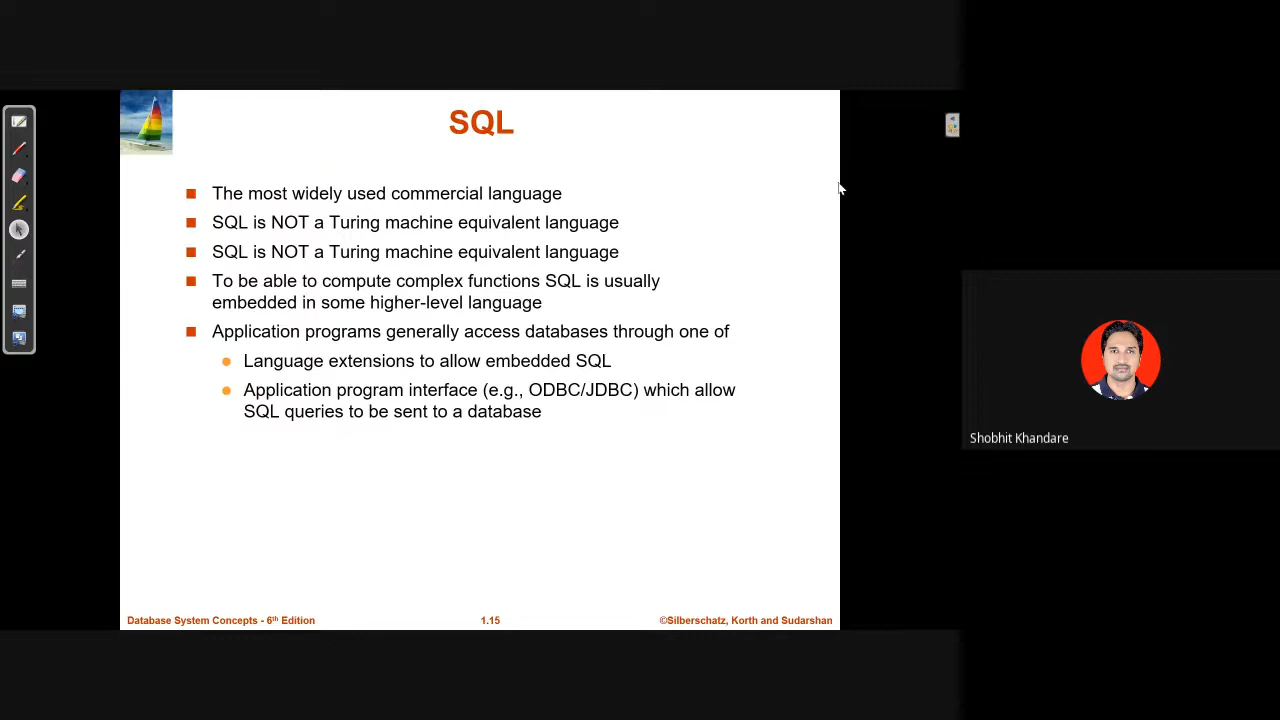 SQL
■ The most widely used commercial language
■ SQL is NOT a Turing machine equivalent language
■ SQL is NOT a Turing machine equivalent language
■ To be able to compute complex functions SQL is usually
embedded in some higher-level language
■ Application programs generally access databases through one of
● Language extensions to allow embedded SQL
● Application program interface (e.g., ODBC/JDBC) which allow
SQL queries to be sent to a database
Shobhit Khandare
Database System Concepts - 6th Edition
1.15
©Silberschatz, Korth and Sudarshan